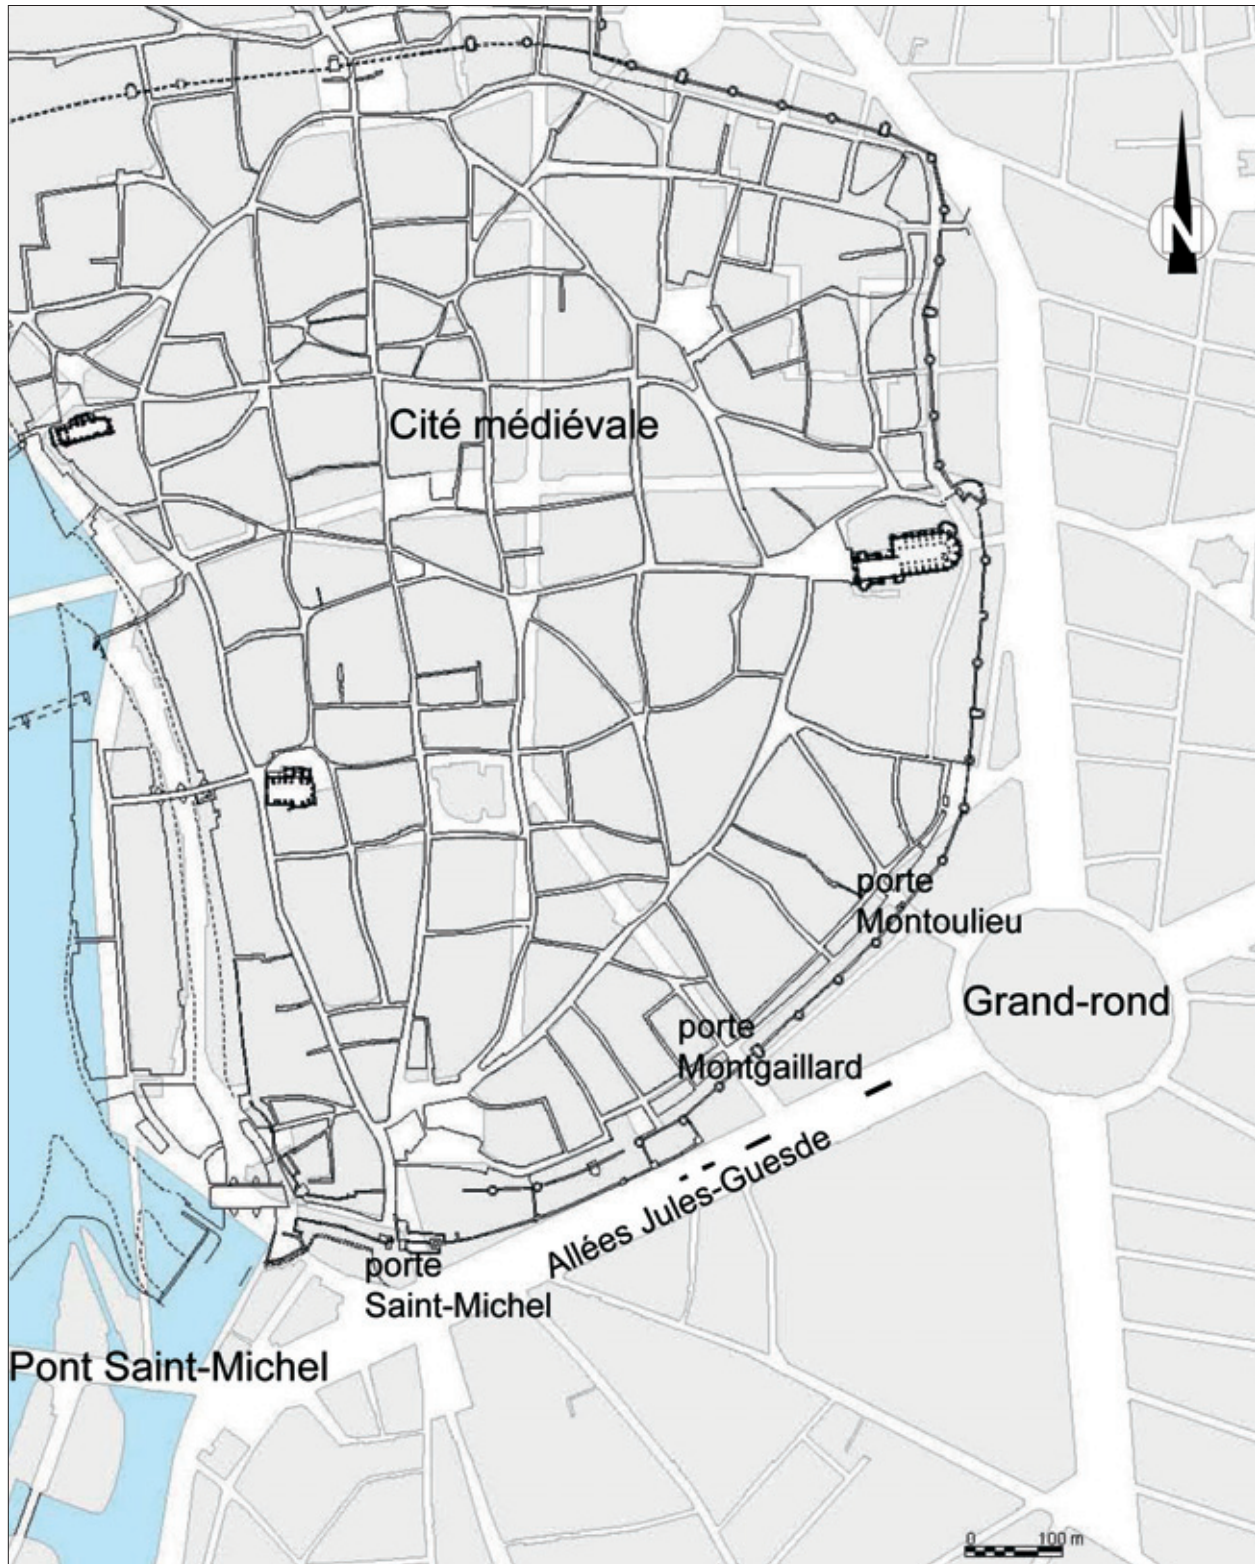 N
Cité médiévale
porte
Montoulieu
Grand-rond
porte
Montgaillard
Allées Jules-Guesde
porte
Saint-Michel
Pont Saint-Michel
0 100 m